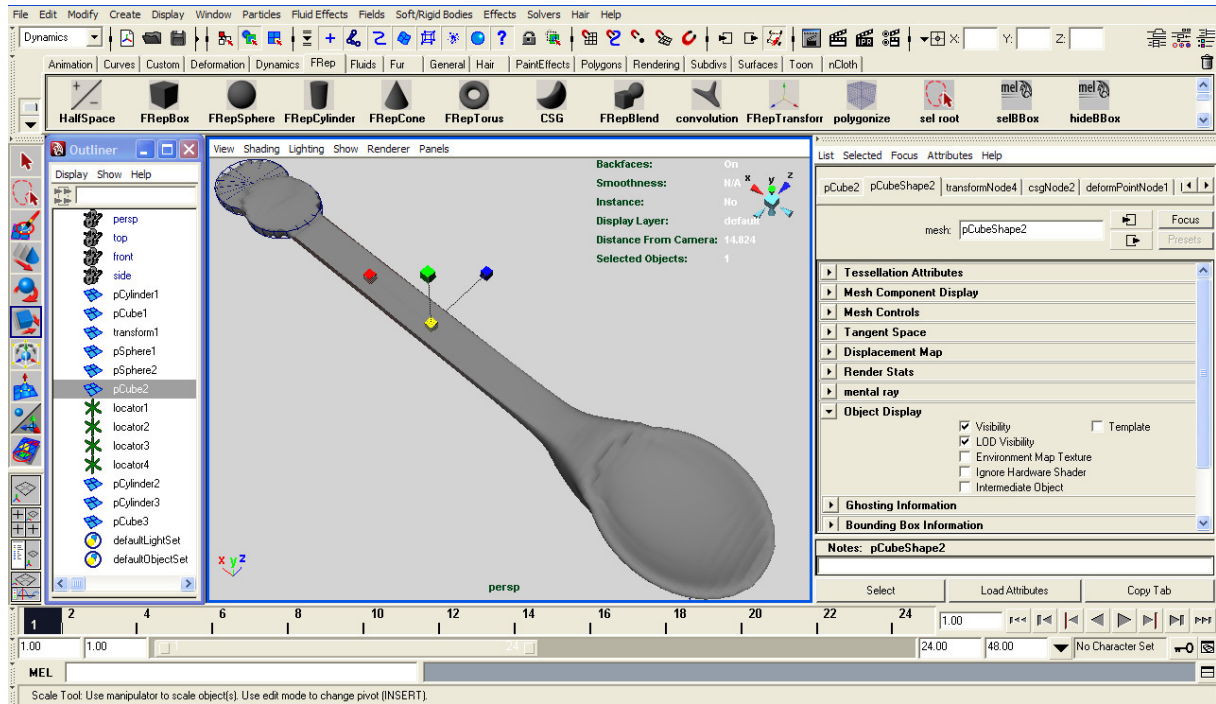 File Edit Modify Create Display Window Particles Fluid Effects Fields Soft/Rigid Bodies Effects Solvers Hair Help
Dynamics X: Y: Z:
Animation Curves Custom Deformation Dynamics FRep Fluids Fur General Hair PaintEffects Polygons Rendering Subdivs Surfaces Toon nCloth
+/- mel mel
HalfSpace FRepBox FRepSphere FRepCylinder FRepCone FRepTorus CSG FRepBlend convolution FRepTransforr polygonize sel root selBBox hideBBox
Outliner
Display Show Help
persp
top
front
side
pCylinder1
pCube1
transform1
pSphere1
pSphere2
pCube2
locator1
locator2
locator3
locator4
pCylinder2
pCylinder3
pCube3
defaultLightSet
defaultObjectSet
View Shading Lighting Show Renderer Panels
Backfaces: On
Smoothness: N/A
Instance: No
Display Layer: default
Distance From Camera: 14.824
Selected Objects: 1
x y z
x y z
persp
List Selected Focus Attributes Help
pCube2 pCubeShape2 transformNode4 csgNode2 deformPointNode1
mesh: pCubeShape2 Focus
Presets
Tessellation Attributes
Mesh Component Display
Mesh Controls
Tangent Space
Displacement Map
Render Stats
mental ray
Object Display
Visibility Template
LOD Visibility
Environment Map Texture
Ignore Hardware Shader
Intermediate Object
Ghosting Information
Bounding Box Information
Notes: pCubeShape2
Select Load Attributes Copy Tab
1 2 4 6 8 10 12 14 16 18 20 22 24 1.00
1.00 1.00 1 24 24.00 48.00 No Character Set
MEL
Scale Tool: Use manipulator to scale object(s). Use edit mode to change pivot (INSERT).